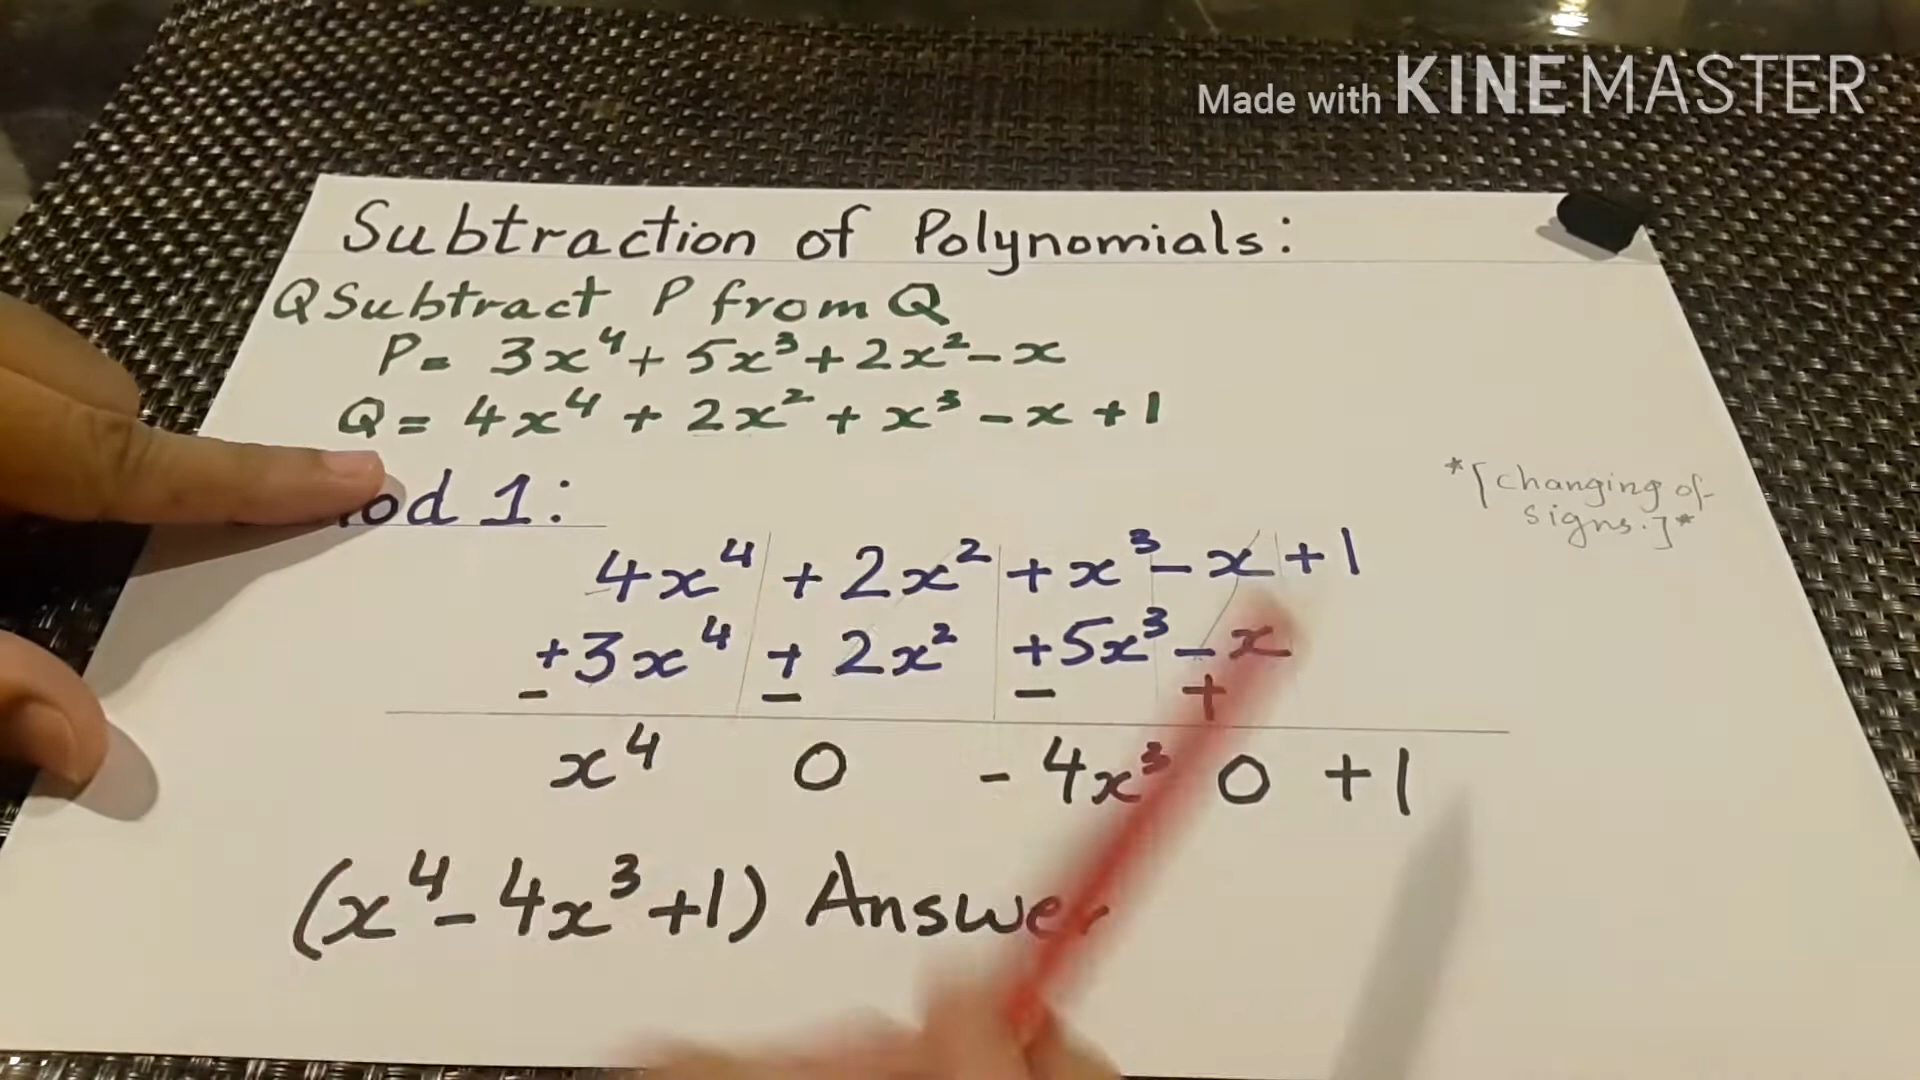 Made with KINEMASTER
Subtraction of Polynomials:
Q Subtract P from Q
P= 3x⁴ + 5x³ + 2x² - x
Q = 4x⁴ + 2x² + x³ - x + 1
od 1:
*[changing of
signs.]*
4x⁴ + 2x² + x³ - x + 1
+3x⁴ + 2x² + 5x³ - x
- - - +
x⁴ 0 - 4x³ 0 + 1
(x⁴ - 4x³ + 1) Answer